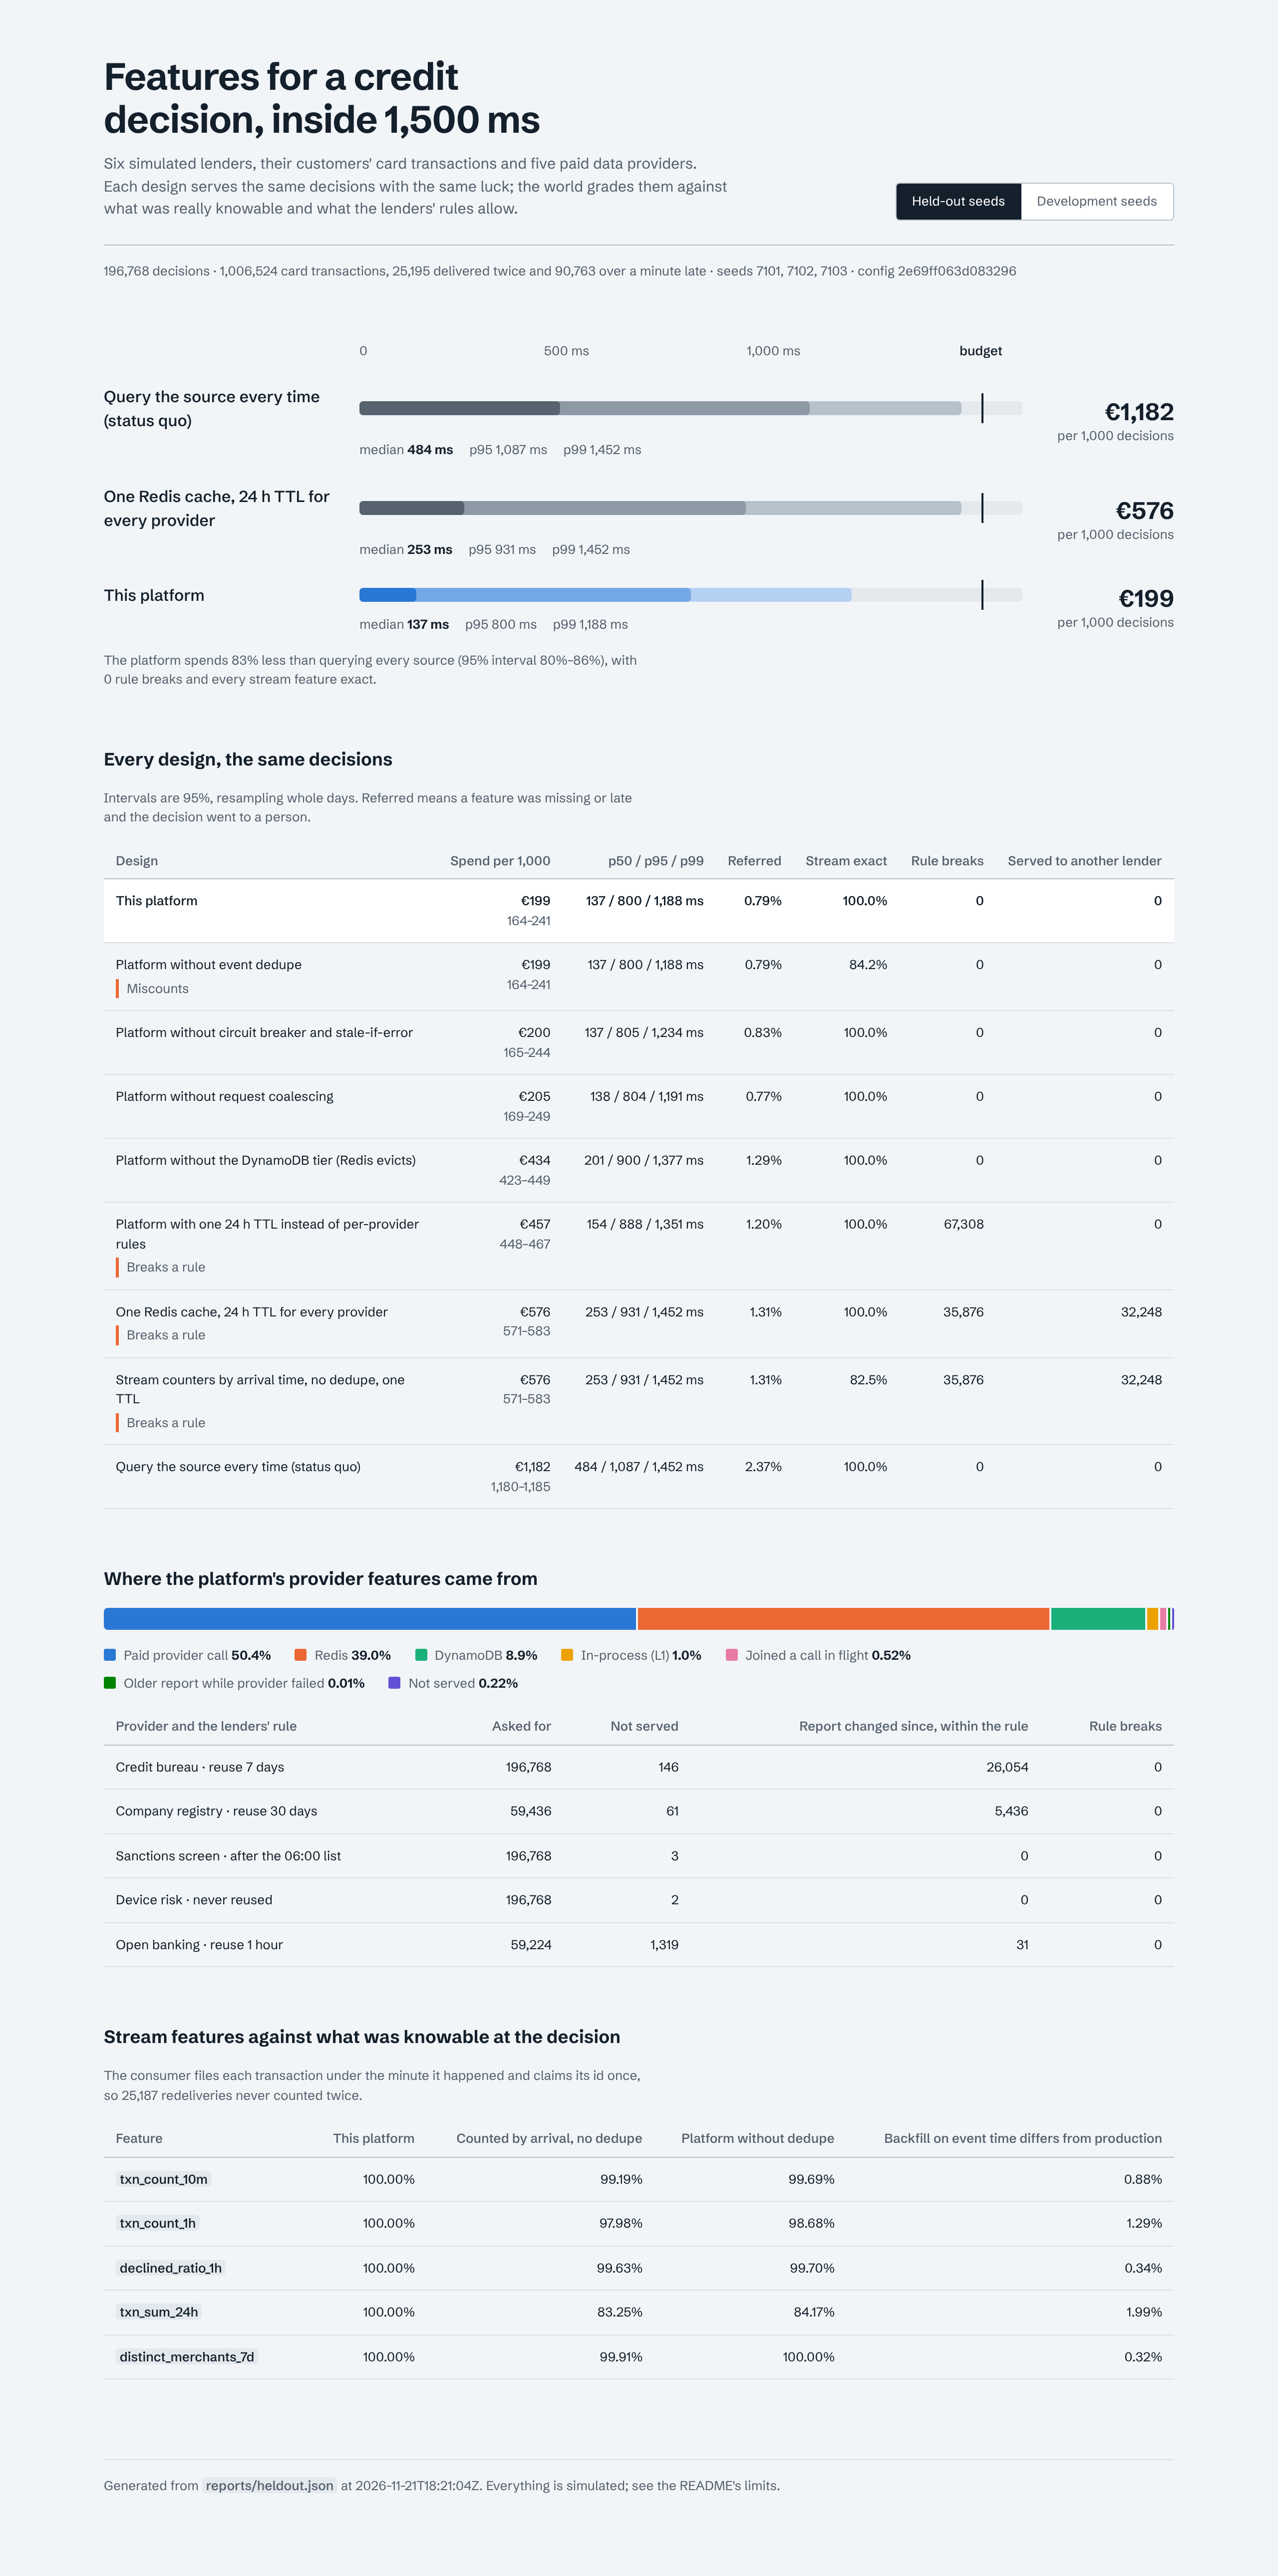 Features for a credit
decision, inside 1,500 ms
Six simulated lenders, their customers' card transactions and five paid data providers.
Each design serves the same decisions with the same luck; the world grades them against
what was really knowable and what the lenders' rules allow.
Held-out seeds Development seeds
196,768 decisions · 1,006,524 card transactions, 25,195 delivered twice and 90,763 over a minute late · seeds 7101, 7102, 7103 · config 2e69ff063d083296
0 500 ms 1,000 ms budget
Query the source every time
(status quo)
€1,182
per 1,000 decisions
median 484 ms p95 1,087 ms p99 1,452 ms
One Redis cache, 24 h TTL for
every provider
€576
per 1,000 decisions
median 253 ms p95 931 ms p99 1,452 ms
This platform
€199
per 1,000 decisions
median 137 ms p95 800 ms p99 1,188 ms
The platform spends 83% less than querying every source (95% interval 80%–86%), with
0 rule breaks and every stream feature exact.
Every design, the same decisions
Intervals are 95%, resampling whole days. Referred means a feature was missing or late
and the decision went to a person.
Design Spend per 1,000 p50 / p95 / p99 Referred Stream exact Rule breaks Served to another lender
This platform €199 137 / 800 / 1,188 ms 0.79% 100.0% 0 0
164–241
Platform without event dedupe €199 137 / 800 / 1,188 ms 0.79% 84.2% 0 0
Miscounts 164–241
Platform without circuit breaker and stale-if-error €200 137 / 805 / 1,234 ms 0.83% 100.0% 0 0
165–244
Platform without request coalescing €205 138 / 804 / 1,191 ms 0.77% 100.0% 0 0
169–249
Platform without the DynamoDB tier (Redis evicts) €434 201 / 900 / 1,377 ms 1.29% 100.0% 0 0
423–449
Platform with one 24 h TTL instead of per-provider €457 154 / 888 / 1,351 ms 1.20% 100.0% 67,308 0
rules 448–467
Breaks a rule
One Redis cache, 24 h TTL for every provider €576 253 / 931 / 1,452 ms 1.31% 100.0% 35,876 32,248
Breaks a rule 571–583
Stream counters by arrival time, no dedupe, one €576 253 / 931 / 1,452 ms 1.31% 82.5% 35,876 32,248
TTL 571–583
Breaks a rule
Query the source every time (status quo) €1,182 484 / 1,087 / 1,452 ms 2.37% 100.0% 0 0
1,180–1,185
Where the platform's provider features came from
Paid provider call 50.4% Redis 39.0% DynamoDB 8.9% In-process (L1) 1.0% Joined a call in flight 0.52%
Older report while provider failed 0.01% Not served 0.22%
Provider and the lenders' rule Asked for Not served Report changed since, within the rule Rule breaks
Credit bureau · reuse 7 days 196,768 146 26,054 0
Company registry · reuse 30 days 59,436 61 5,436 0
Sanctions screen · after the 06:00 list 196,768 3 0 0
Device risk · never reused 196,768 2 0 0
Open banking · reuse 1 hour 59,224 1,319 31 0
Stream features against what was knowable at the decision
The consumer files each transaction under the minute it happened and claims its id once,
so 25,187 redeliveries never counted twice.
Feature This platform Counted by arrival, no dedupe Platform without dedupe Backfill on event time differs from production
txn_count_10m 100.00% 99.19% 99.69% 0.88%
txn_count_1h 100.00% 97.98% 98.68% 1.29%
declined_ratio_1h 100.00% 99.63% 99.70% 0.34%
txn_sum_24h 100.00% 83.25% 84.17% 1.99%
distinct_merchants_7d 100.00% 99.91% 100.00% 0.32%
Generated from reports/heldout.json at 2026-11-21T18:21:04Z. Everything is simulated; see the README's limits.